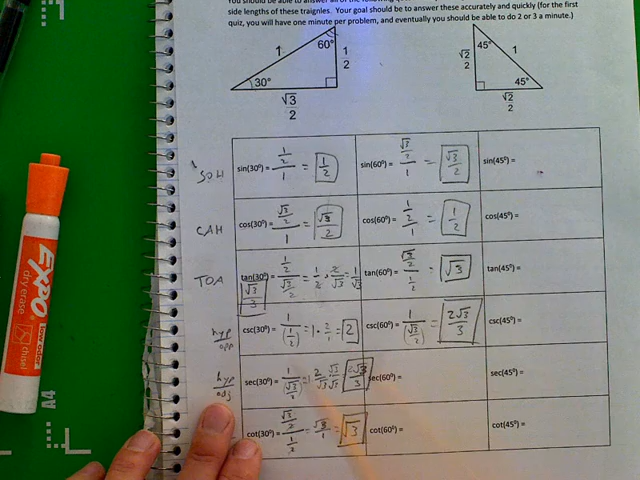 side lengths of these traignles. Your goal should be to answer these accurately and quickly (for the first
quiz, you will have one minute per problem, and eventually you should be able to do 2 or 3 a minute.)
1 60° 1/2
30°
√3/2
√2/2 45° 1
45°
√2/2
SOH sin(30°) = (1/2)/1 = 1/2 sin(60°) = (√3/2)/1 = √3/2 sin(45°) =
CAH cos(30°) = (√3/2)/1 = √3/2 cos(60°) = (1/2)/1 = 1/2 cos(45°) =
TOA tan(30°) = (1/2)/(√3/2) = 1/2 · 2/√3 = 1/√3 tan(60°) = (√3/2)/(1/2) = √3 tan(45°) =
√3/3
hyp/opp csc(30°) = 1/(1/2) = 1 · 2/1 = 2 csc(60°) = 1/(√3/2) = 2√3/3 csc(45°) =
hyp/adj sec(30°) = 1/(√3/2) = 1 2/√3 · √3/√3 = 2√3/3 sec(60°) = sec(45°) =
cot(30°) = (√3/2)/(1/2) = √3/1 = √3 cot(60°) = cot(45°) =
EXPO
dry erase
low odor
chisel
A4